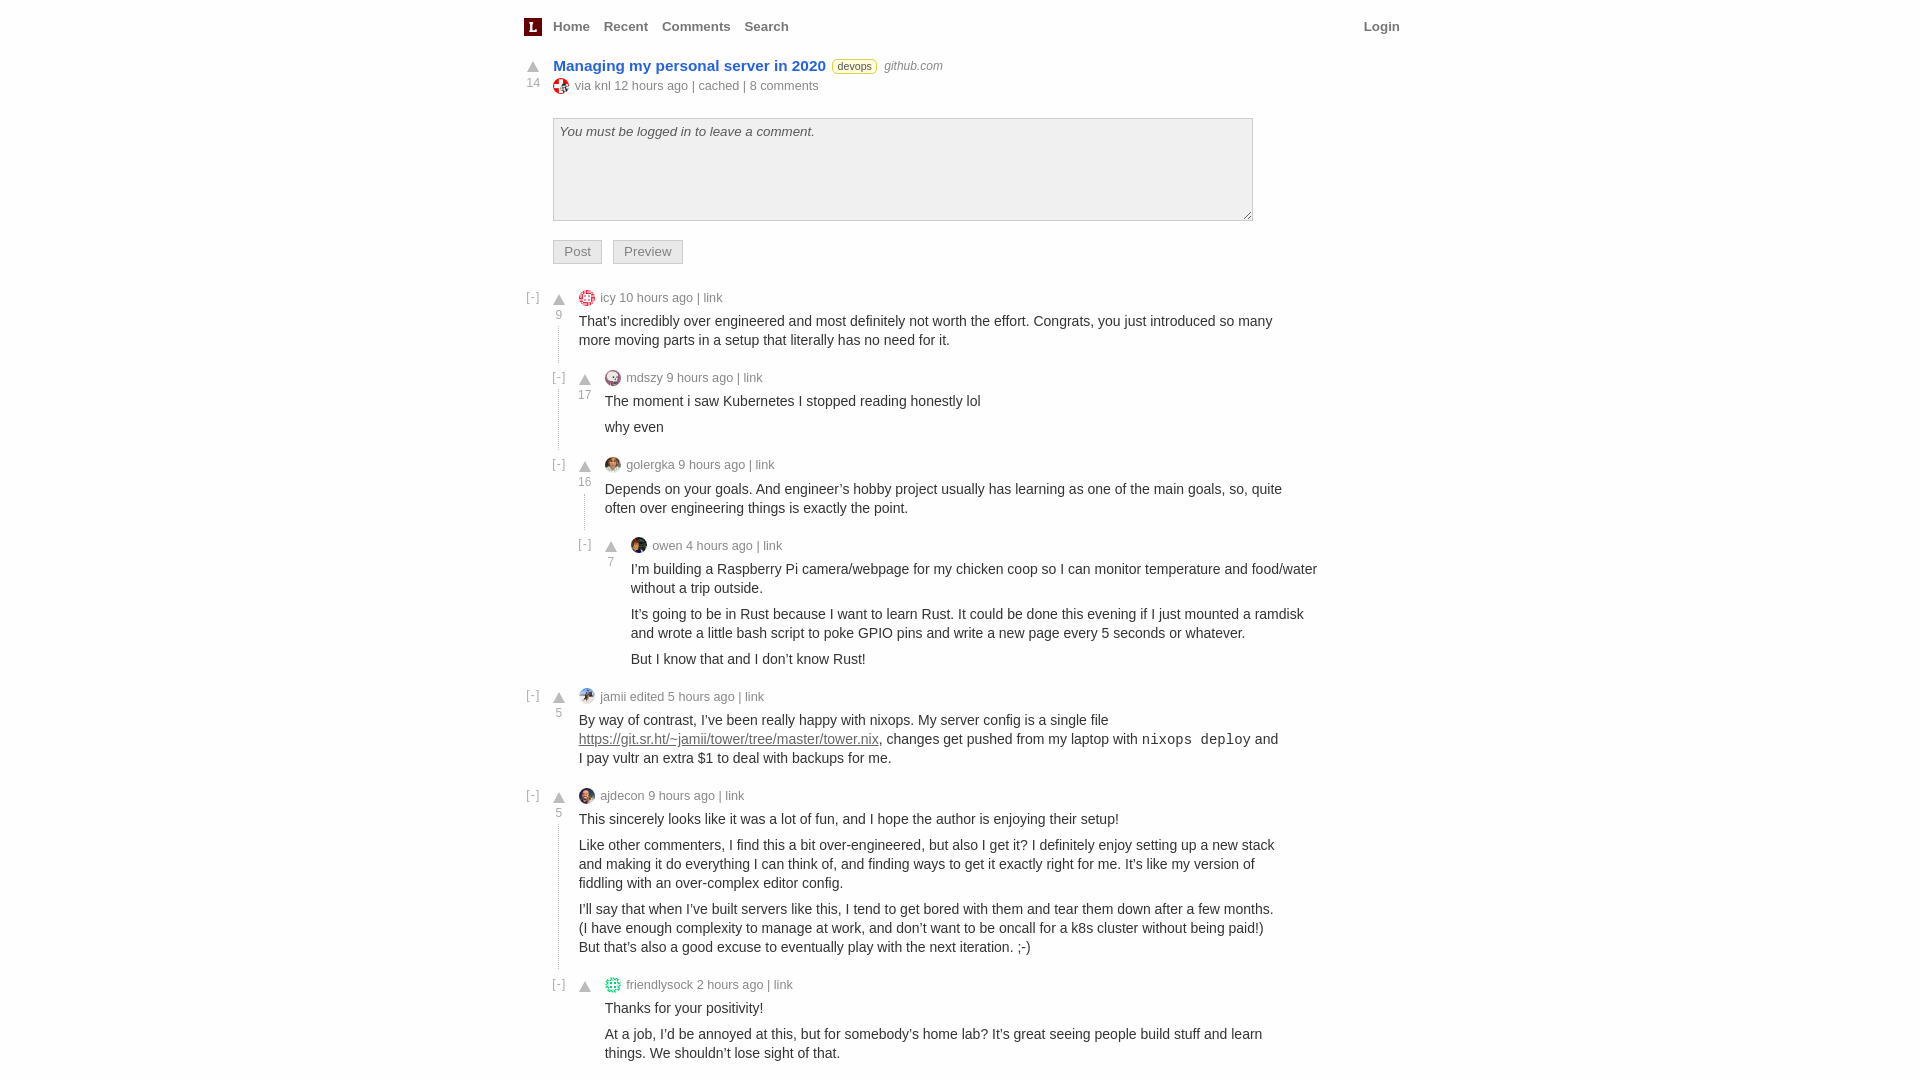 L Home Recent Comments Search Login
Managing my personal server in 2020 devops github.com
14
via knl 12 hours ago | cached | 8 comments
You must be logged in to leave a comment.
Post Preview
[-] icy 10 hours ago | link
9
That’s incredibly over engineered and most definitely not worth the effort. Congrats, you just introduced so many
more moving parts in a setup that literally has no need for it.
[-] mdszy 9 hours ago | link
17
The moment i saw Kubernetes I stopped reading honestly lol
why even
[-] golergka 9 hours ago | link
16
Depends on your goals. And engineer’s hobby project usually has learning as one of the main goals, so, quite
often over engineering things is exactly the point.
[-] owen 4 hours ago | link
7
I’m building a Raspberry Pi camera/webpage for my chicken coop so I can monitor temperature and food/water
without a trip outside.
It’s going to be in Rust because I want to learn Rust. It could be done this evening if I just mounted a ramdisk
and wrote a little bash script to poke GPIO pins and write a new page every 5 seconds or whatever.
But I know that and I don’t know Rust!
[-] jamii edited 5 hours ago | link
5
By way of contrast, I’ve been really happy with nixops. My server config is a single file
https://git.sr.ht/~jamii/tower/tree/master/tower.nix, changes get pushed from my laptop with nixops deploy and
I pay vultr an extra $1 to deal with backups for me.
[-] ajdecon 9 hours ago | link
5
This sincerely looks like it was a lot of fun, and I hope the author is enjoying their setup!
Like other commenters, I find this a bit over-engineered, but also I get it? I definitely enjoy setting up a new stack
and making it do everything I can think of, and finding ways to get it exactly right for me. It’s like my version of
fiddling with an over-complex editor config.
I’ll say that when I’ve built servers like this, I tend to get bored with them and tear them down after a few months.
(I have enough complexity to manage at work, and don’t want to be oncall for a k8s cluster without being paid!)
But that’s also a good excuse to eventually play with the next iteration. ;-)
[-] friendlysock 2 hours ago | link
Thanks for your positivity!
At a job, I’d be annoyed at this, but for somebody’s home lab? It’s great seeing people build stuff and learn
things. We shouldn’t lose sight of that.